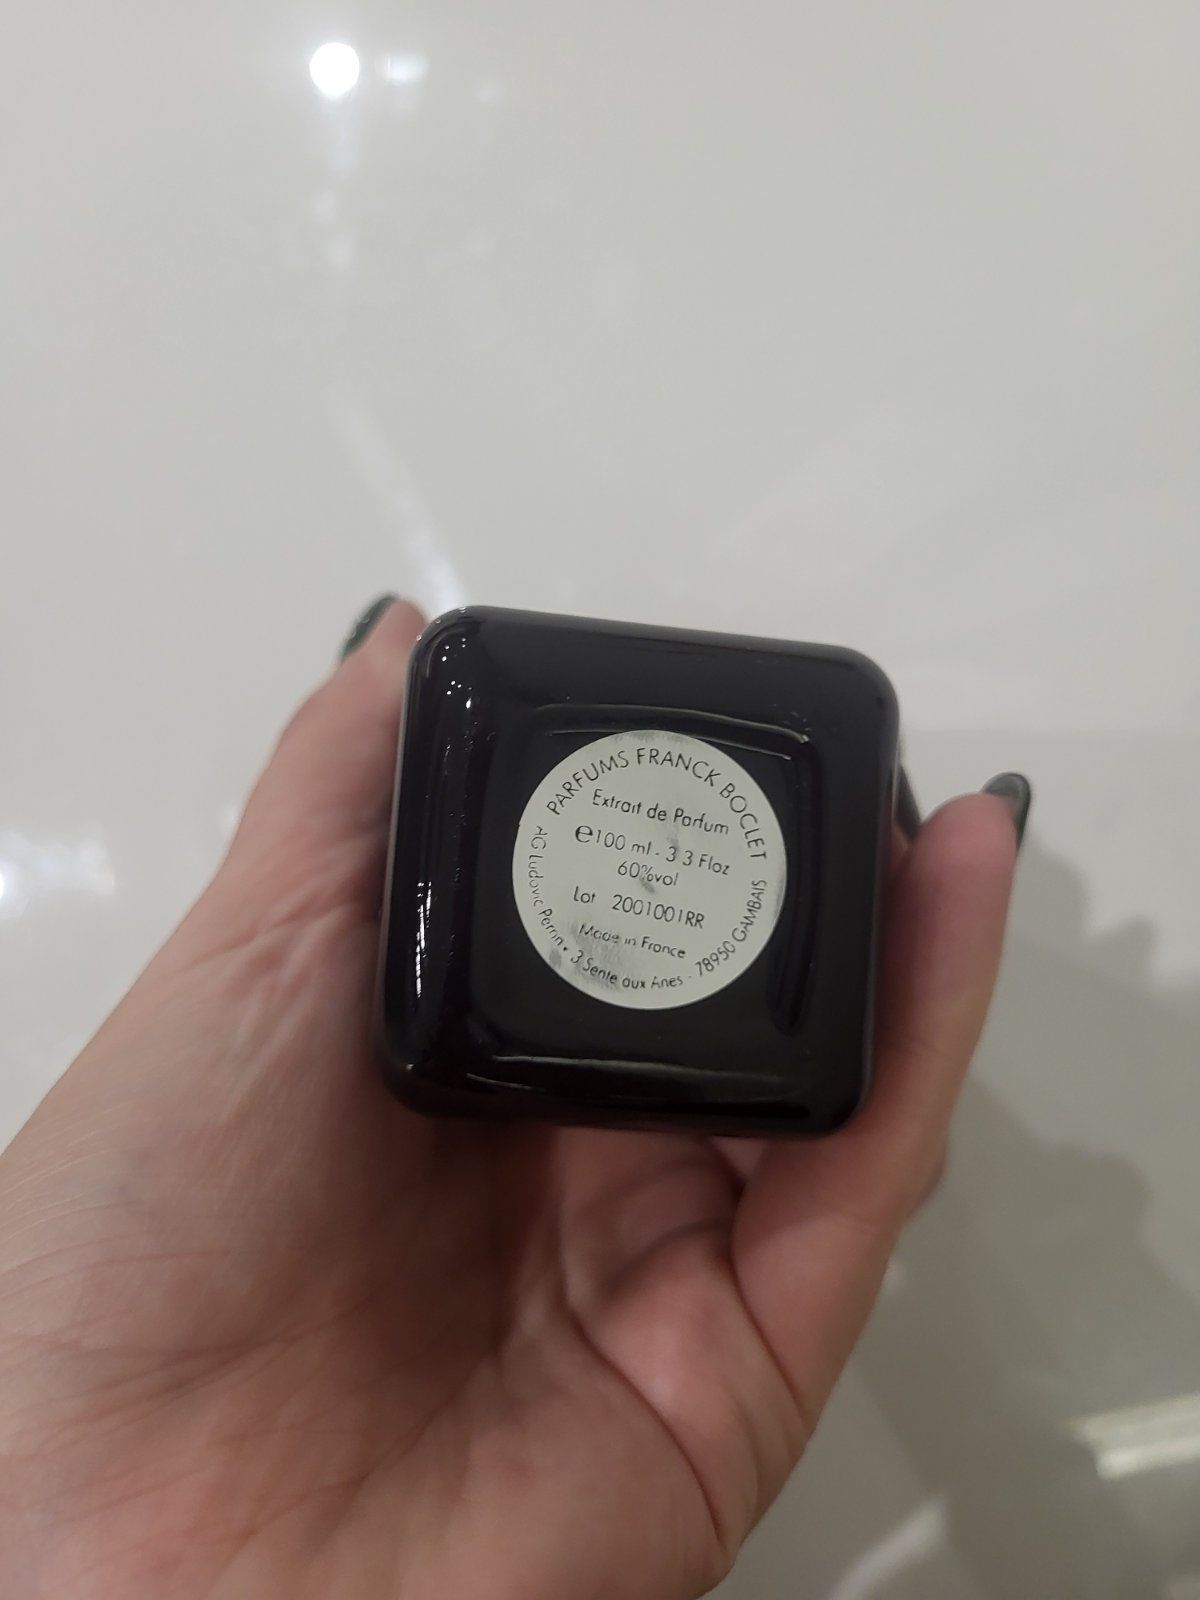 PARFUMS FRANCK BOCLET
Extrait de Parfum
℮100 ml - 3 3 Floz
60%vol
Lot 2001001RR
Made in France
AG Ludovic Perrin • 3 Sente aux Anes - 78950 GAMBAIS